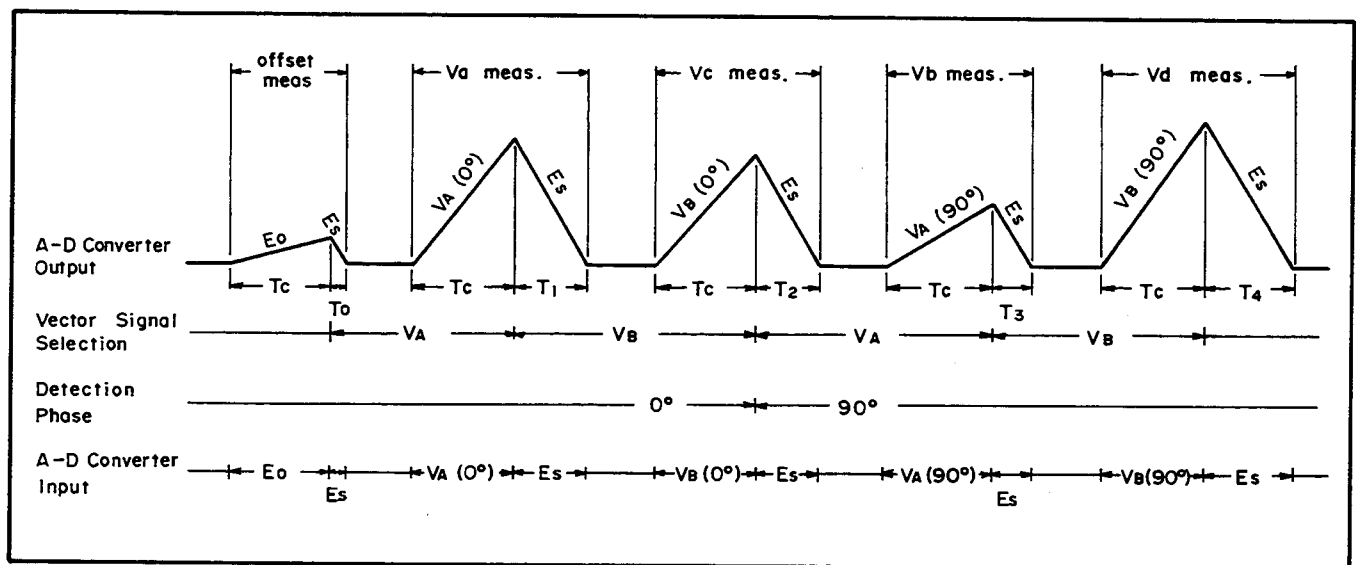 offset meas
Va meas.
Vc meas.
Vb meas.
Vd meas.
A-D Converter Output
Eo
Es
VA (0°)
Es
VB (0°)
Es
VA (90°)
Es
VB (90°)
Es
Tc
To
Tc
T1
Tc
T2
Tc
T3
Tc
T4
Vector Signal Selection
VA
VB
VA
VB
Detection Phase
0°
90°
A-D Converter Input
Eo
Es
VA (0°)
Es
VB (0°)
Es
VA (90°)
Es
VB (90°)
Es